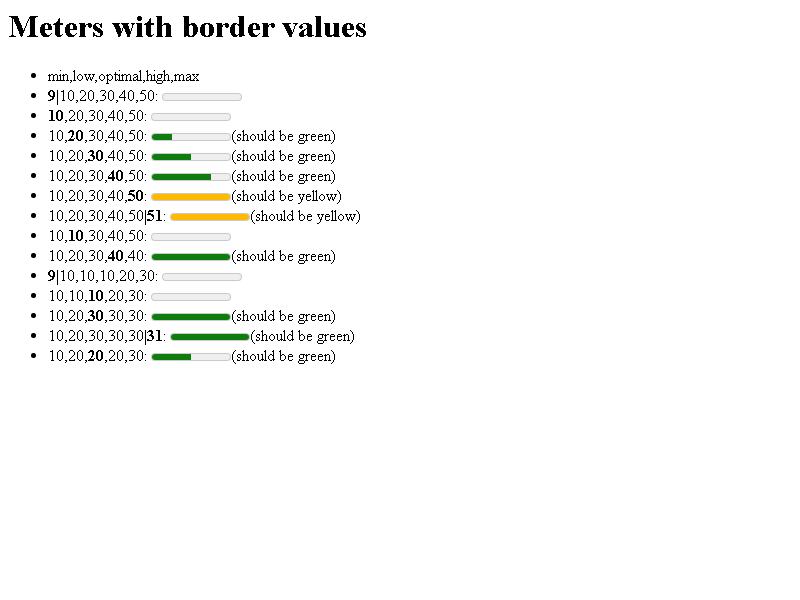 Meters with border values
min,low,optimal,high,max
9|10,20,30,40,50:
10,20,30,40,50:
10,20,30,40,50: (should be green)
10,20,30,40,50: (should be green)
10,20,30,40,50: (should be green)
10,20,30,40,50: (should be yellow)
10,20,30,40,50|51: (should be yellow)
10,10,30,40,50:
10,20,30,40,40: (should be green)
9|10,10,10,20,30:
10,10,10,20,30:
10,20,30,30,30: (should be green)
10,20,30,30,30|31: (should be green)
10,20,20,20,30: (should be green)